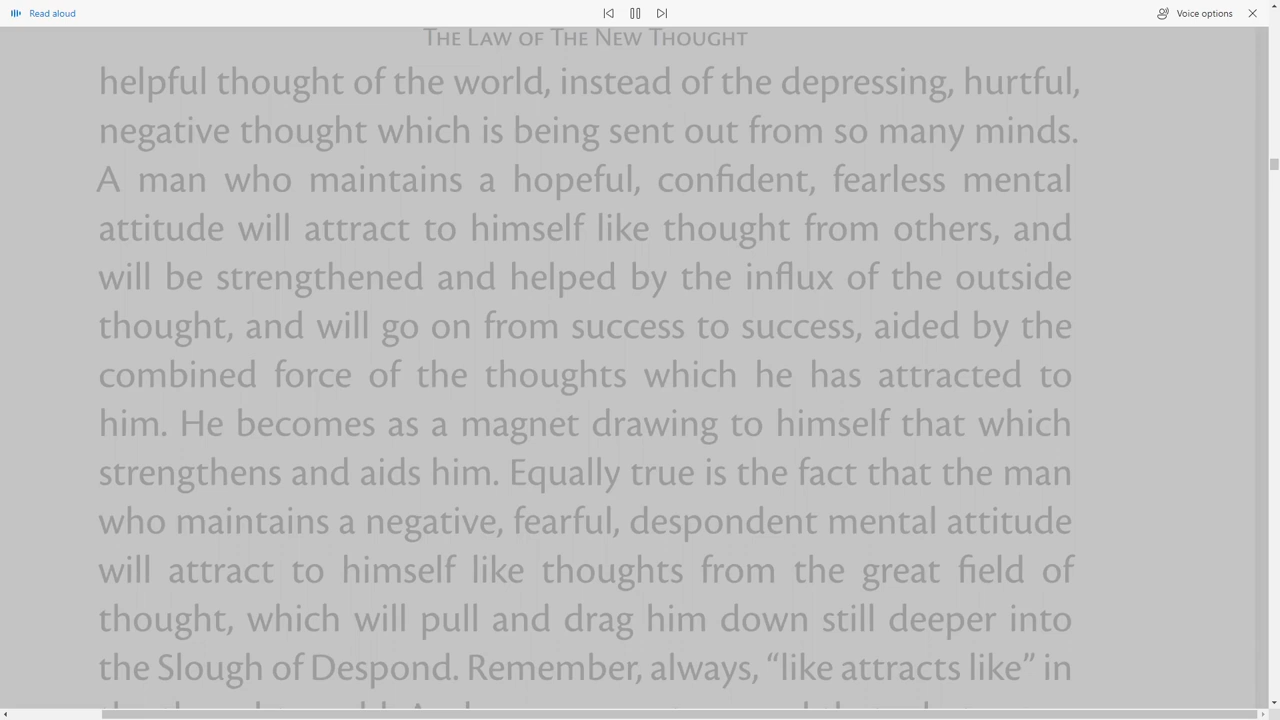 Read aloud
Voice options
The Law of The New Thought
helpful thought of the world, instead of the depressing, hurtful,
negative thought which is being sent out from so many minds.
A man who maintains a hopeful, confident, fearless mental
attitude will attract to himself like thought from others, and
will be strengthened and helped by the influx of the outside
thought, and will go on from success to success, aided by the
combined force of the thoughts which he has attracted to
him. He becomes as a magnet drawing to himself that which
strengthens and aids him. Equally true is the fact that the man
who maintains a negative, fearful, despondent mental attitude
will attract to himself like thoughts from the great field of
thought, which will pull and drag him down still deeper into
the Slough of Despond. Remember, always, “like attracts like” in